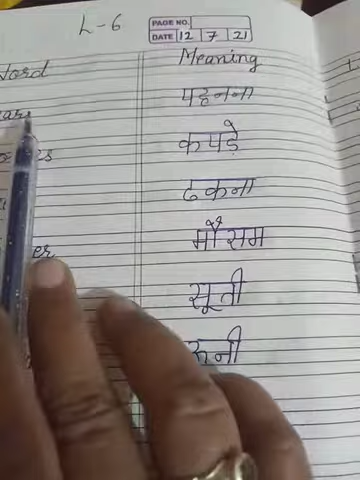 L-6
PAGE NO.
DATE 12 7 21
Word Meaning
पहनना
कपड़े
ढकना
मौसम
सूती
ऊनी